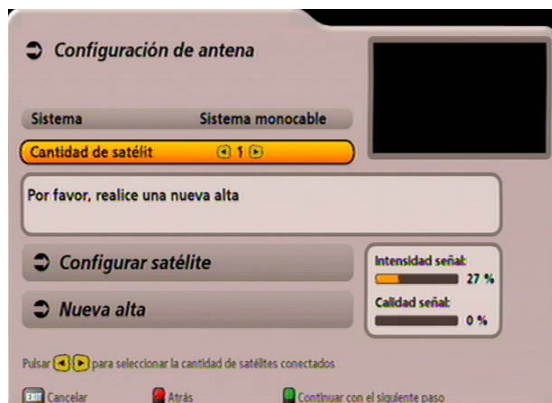 Configuración de antena
Sistema Sistema monocable
Cantidad de satélit 1
Por favor, realice una nueva alta
Configurar satélite
Nueva alta
Intensidad señal:
27 %
Calidad señal:
0 %
Pulsar para seleccionar la cantidad de satélites conectados
EXIT Cancelar Atrás Continuar con el siguiente paso